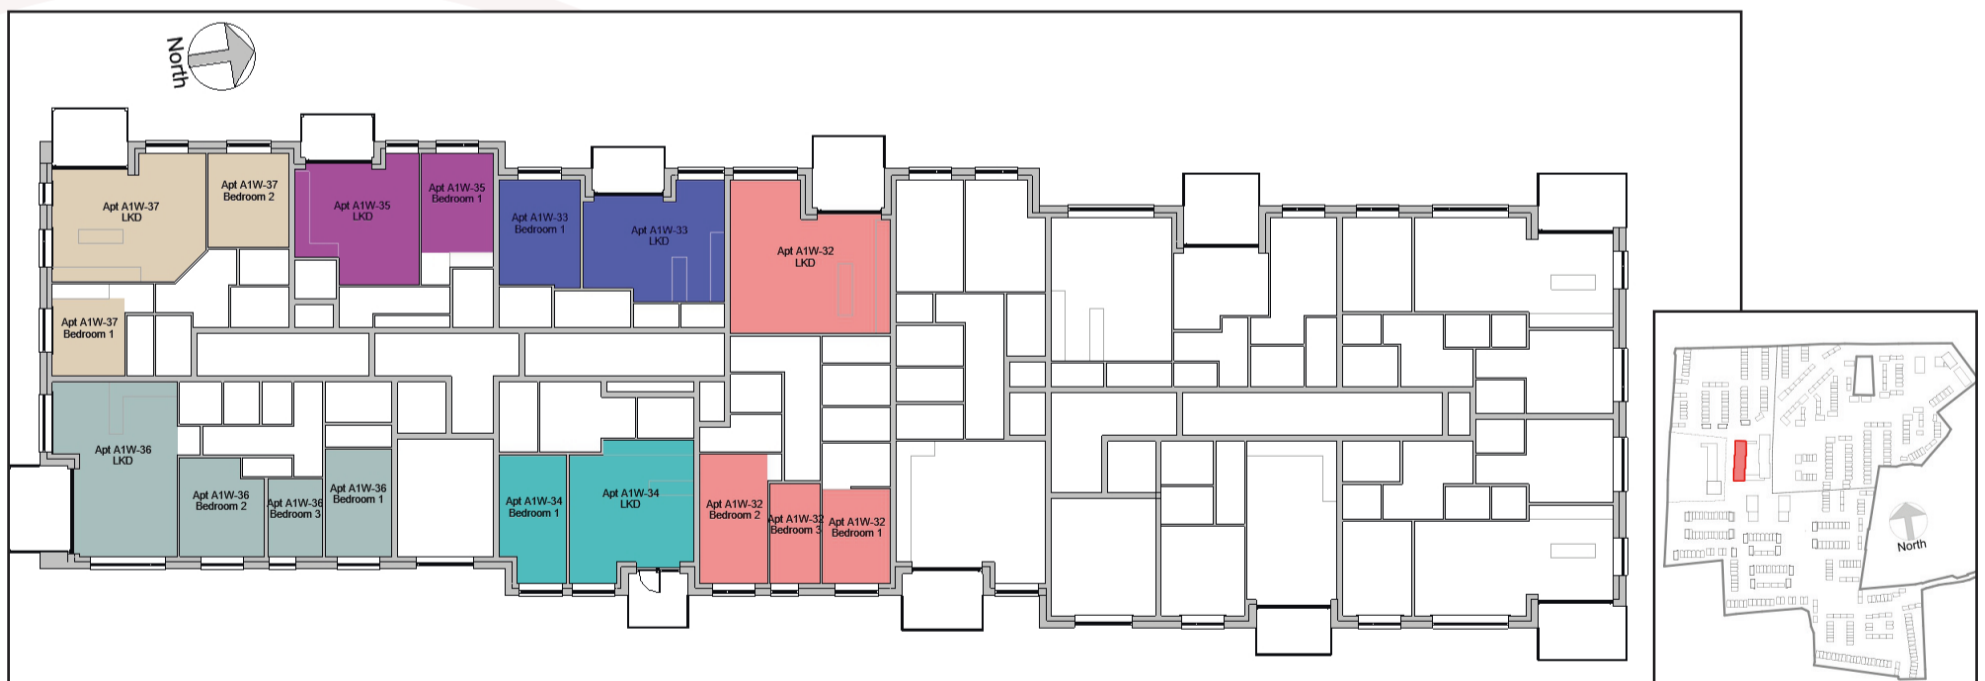 North
Apt A1W-37
LKD
Apt A1W-37
Bedroom 2
Apt A1W-35
LKD
Apt A1W-35
Bedroom 1
Apt A1W-33
Bedroom 1
Apt A1W-33
LKD
Apt A1W-32
LKD
Apt A1W-37
Bedroom 1
Apt A1W-36
LKD
Apt A1W-36
Bedroom 2
Apt A1W-36
Bedroom 3
Apt A1W-36
Bedroom 1
Apt A1W-34
Bedroom 1
Apt A1W-34
LKD
Apt A1W-32
Bedroom 2
Apt A1W-32
Bedroom 3
Apt A1W-32
Bedroom 1
North